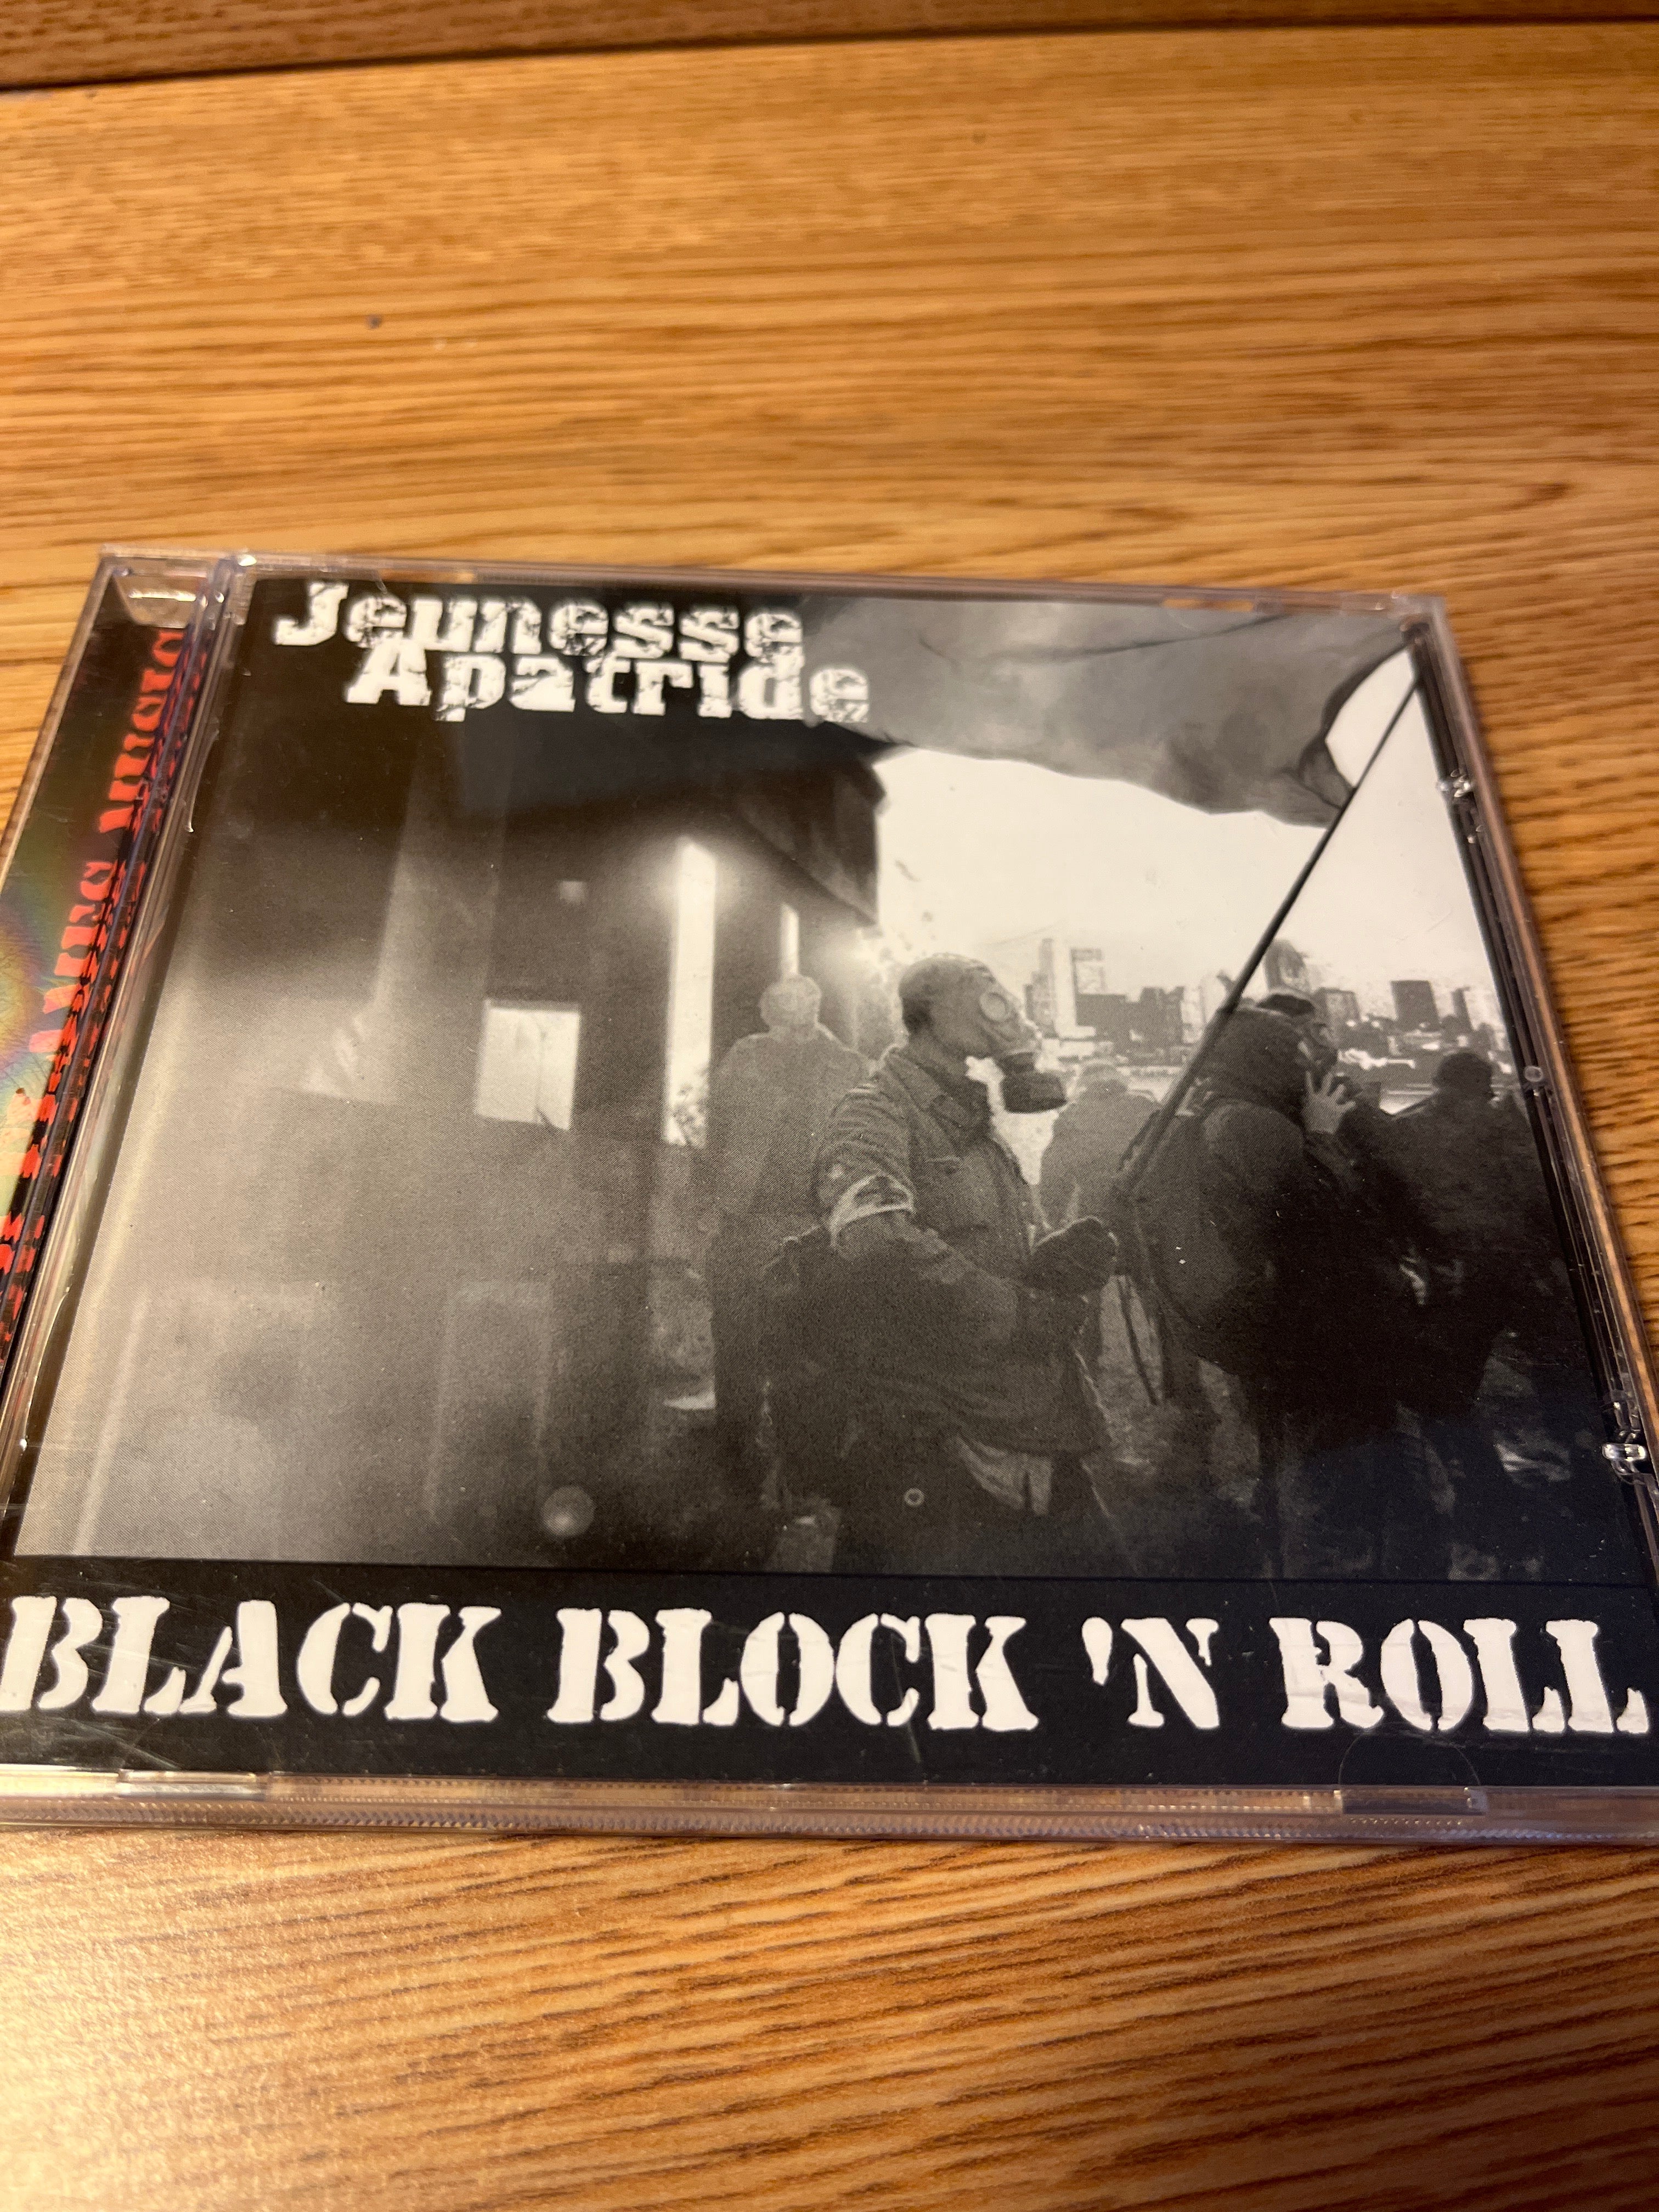 Jeunesse
Apatride
BLACK BLOCK 'N ROLL